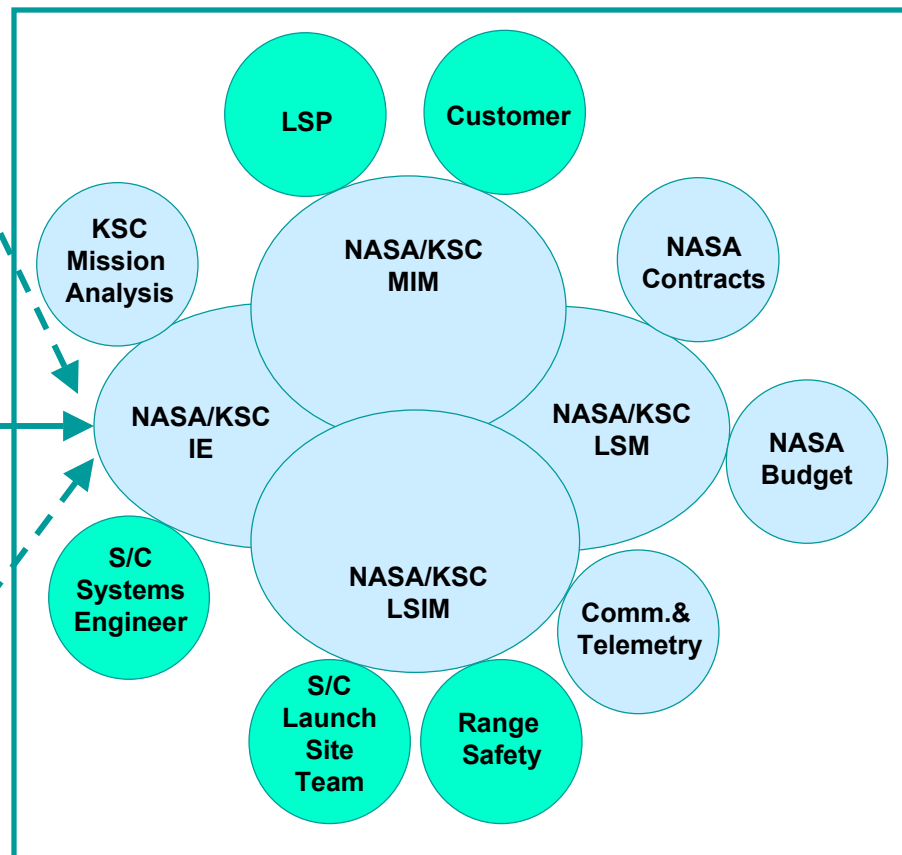 LSP
Customer
KSC
Mission
Analysis
NASA/KSC
MIM
NASA
Contracts
NASA/KSC
IE
NASA/KSC
LSM
NASA
Budget
S/C
Systems
Engineer
NASA/KSC
LSIM
Comm.&
Telemetry
S/C
Launch
Site
Team
Range
Safety